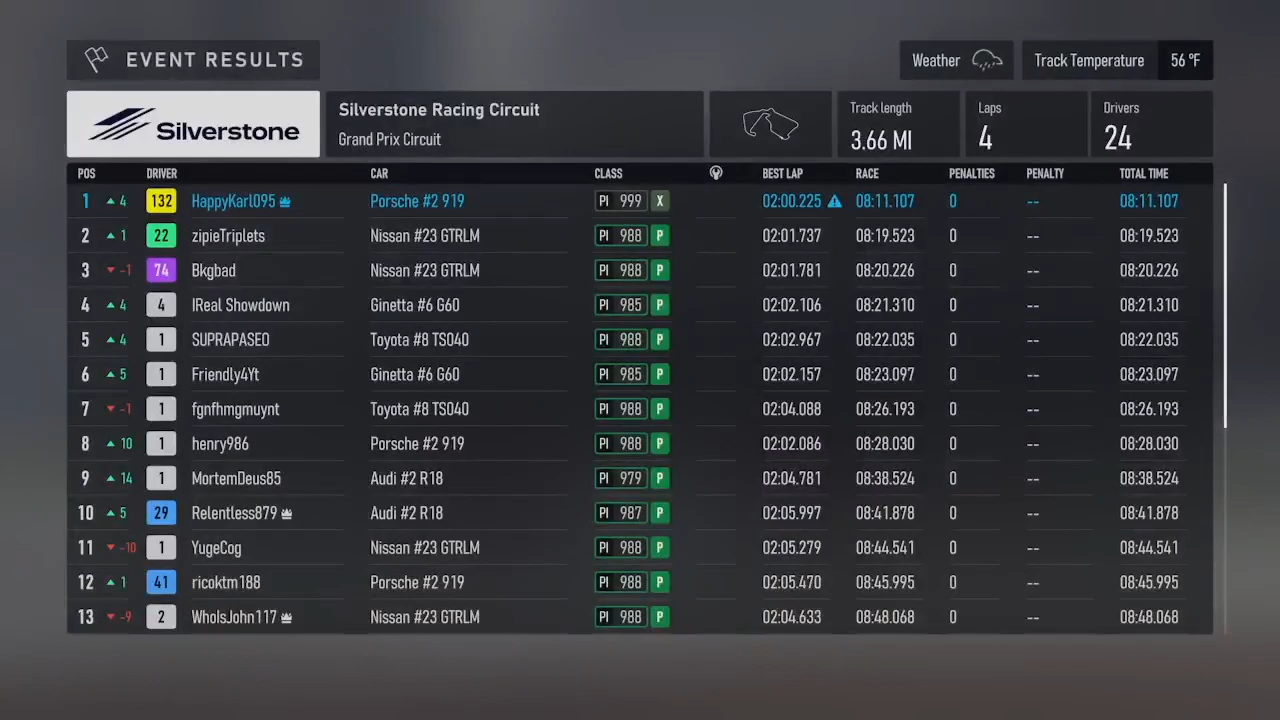 EVENT RESULTS
Weather
Track Temperature 56 °F
Silverstone
Silverstone Racing Circuit
Grand Prix Circuit
Track length
3.66 MI
Laps
4
Drivers
24
POS DRIVER CAR CLASS BEST LAP RACE PENALTIES PENALTY TOTAL TIME
1 4 132 HappyKarl095 Porsche #2 919 PI 999 X 02:00.225 08:11.107 0 -- 08:11.107
2 1 22 zipieTriplets Nissan #23 GTRLM PI 988 P 02:01.737 08:19.523 0 -- 08:19.523
3 -1 74 Bkgbad Nissan #23 GTRLM PI 988 P 02:01.781 08:20.226 0 -- 08:20.226
4 4 4 IReal Showdown Ginetta #6 G60 PI 985 P 02:02.106 08:21.310 0 -- 08:21.310
5 4 1 SUPRAPASEO Toyota #8 TS040 PI 988 P 02:02.967 08:22.035 0 -- 08:22.035
6 5 1 Friendly4Yt Ginetta #6 G60 PI 985 P 02:02.157 08:23.097 0 -- 08:23.097
7 -1 1 fgnfhmgmuynt Toyota #8 TS040 PI 988 P 02:04.088 08:26.193 0 -- 08:26.193
8 10 1 henry986 Porsche #2 919 PI 988 P 02:02.086 08:28.030 0 -- 08:28.030
9 14 1 MortemDeus85 Audi #2 R18 PI 979 P 02:04.781 08:38.524 0 -- 08:38.524
10 5 29 Relentless879 Audi #2 R18 PI 987 P 02:05.997 08:41.878 0 -- 08:41.878
11 -10 1 YugeCog Nissan #23 GTRLM PI 988 P 02:05.279 08:44.541 0 -- 08:44.541
12 1 41 ricoktm188 Porsche #2 919 PI 988 P 02:05.470 08:45.995 0 -- 08:45.995
13 -9 2 WhoIsJohn117 Nissan #23 GTRLM PI 988 P 02:04.633 08:48.068 0 -- 08:48.068